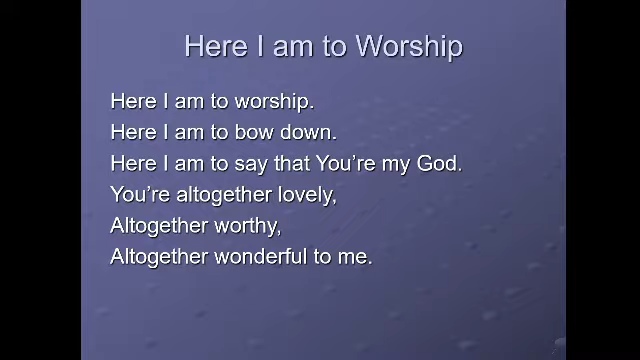 Here I am to Worship
Here I am to worship.
Here I am to bow down.
Here I am to say that You’re my God.
You’re altogether lovely,
Altogether worthy,
Altogether wonderful to me.